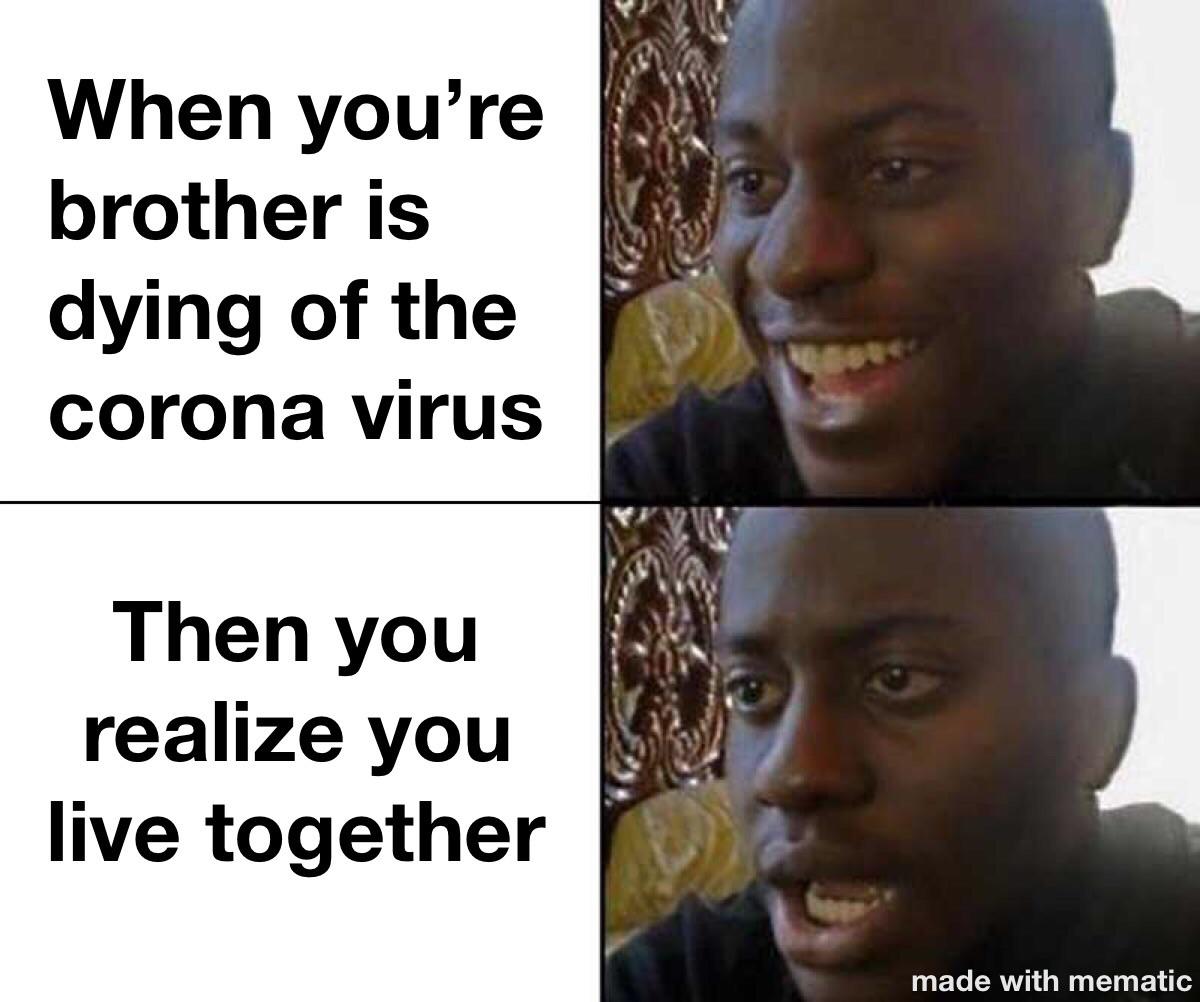 When you’re
brother is
dying of the
corona virus
Then you
realize you
live together
made with mematic